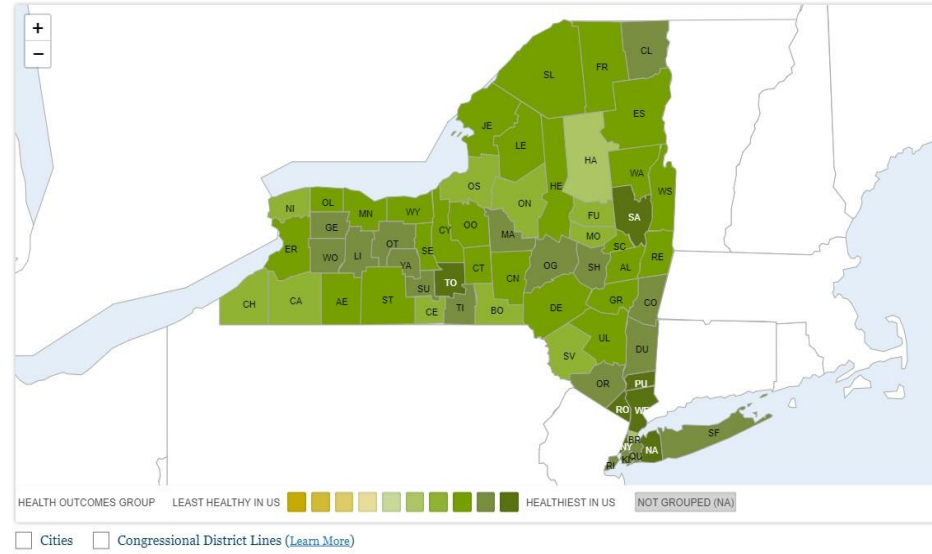 +
−
CL
FR
SL
ES
JE
LE
HA
HE
WA
WS
OS
ON
SA
NI
OL
MN
WY
FU
GE
CY
OO
MA
MO
ER
WO
LI
OT
SE
SC
RE
YA
CT
OG
SH
AL
TO
CN
SU
CH
CA
AE
ST
TI
CE
BO
DE
GR
CO
UL
DU
SV
OR
PU
RO
WE
SF
BR
NY
NA
QU
KI
RI
HEALTH OUTCOMES GROUP LEAST HEALTHY IN US HEALTHIEST IN US NOT GROUPED (NA)
Cities Congressional District Lines (Learn More)